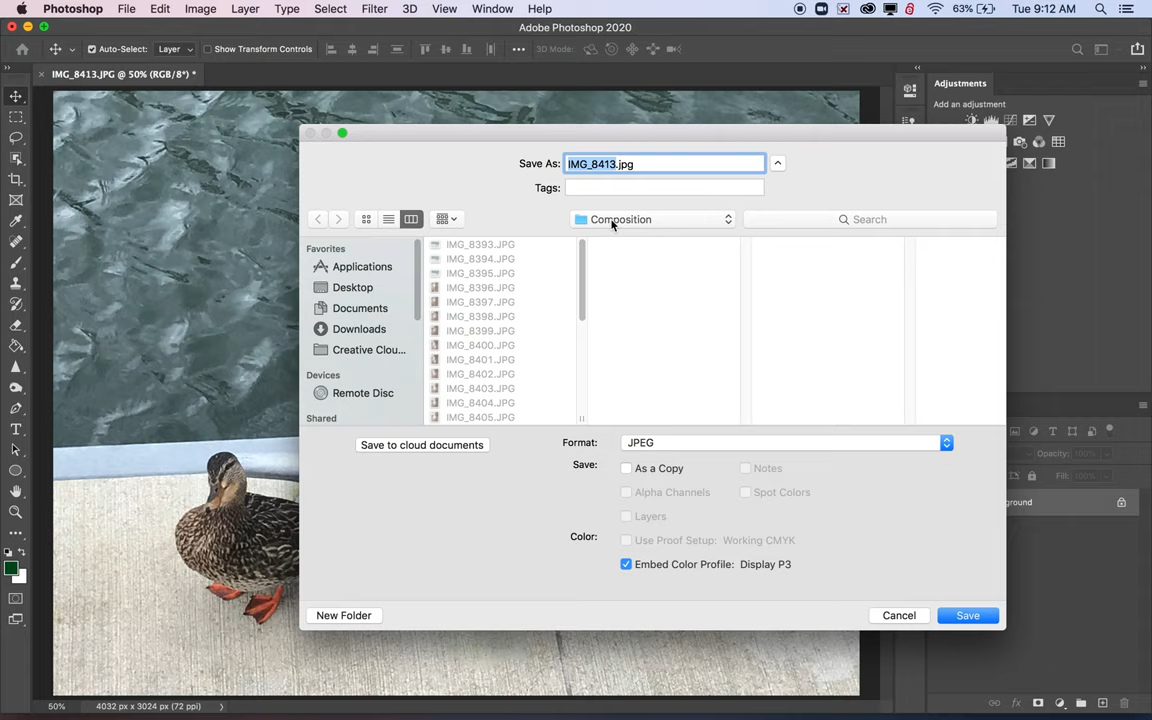 Photoshop File Edit Image Layer Type Select Filter 3D View Window Help 63% Tue 9:12 AM
Adobe Photoshop 2020
Auto-Select: Layer Show Transform Controls 3D Mode:
× IMG_8413.JPG @ 50% (RGB/8*) *
Adjustments
Add an adjustment
Save As: IMG_8413.jpg
Tags:
Composition
Search
Favorites
Applications
Desktop
Documents
Downloads
Creative Clou...
Devices
Remote Disc
Shared
IMG_8393.JPG
IMG_8394.JPG
IMG_8395.JPG
IMG_8396.JPG
IMG_8397.JPG
IMG_8398.JPG
IMG_8399.JPG
IMG_8400.JPG
IMG_8401.JPG
IMG_8402.JPG
IMG_8403.JPG
IMG_8404.JPG
IMG_8405.JPG
Save to cloud documents
Format: JPEG
Save: As a Copy Notes
Alpha Channels Spot Colors
Layers
Color: Use Proof Setup: Working CMYK
Embed Color Profile: Display P3
Opacity: 100%
Fill: 100%
ground
New Folder Cancel Save
50% 4032 px x 3024 px (72 ppi)